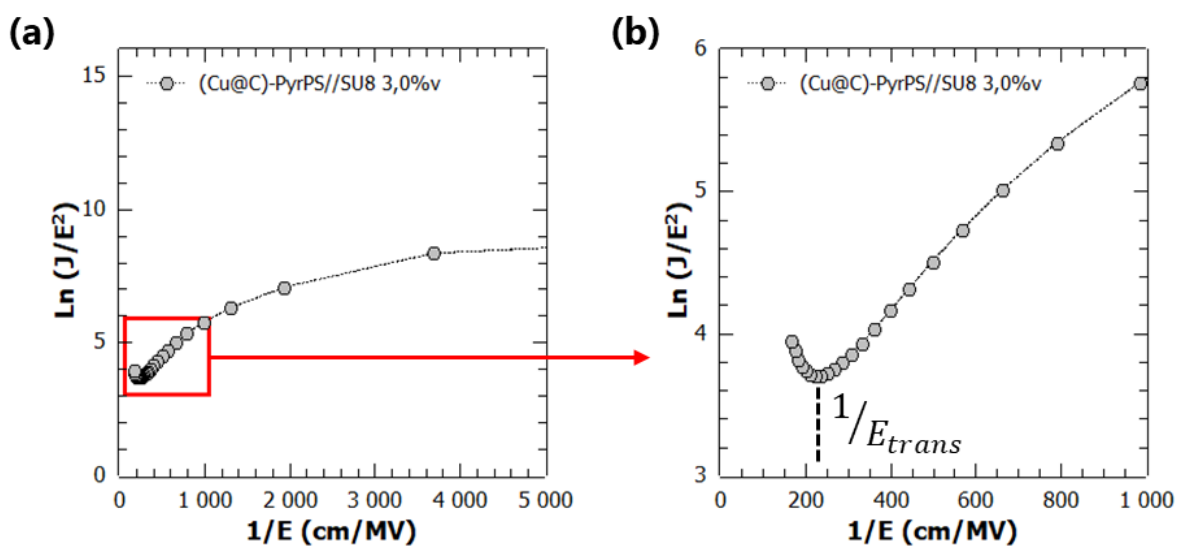 (a)
Ln (J/E²)
15
10
5
0
(Cu@C)-PyrPS//SU8 3,0%v
0 1 000 2 000 3 000 4 000 5 000
1/E (cm/MV)
(b)
Ln (J/E²)
6
5
4
3
(Cu@C)-PyrPS//SU8 3,0%v
1/E_trans
0 200 400 600 800 1 000
1/E (cm/MV)